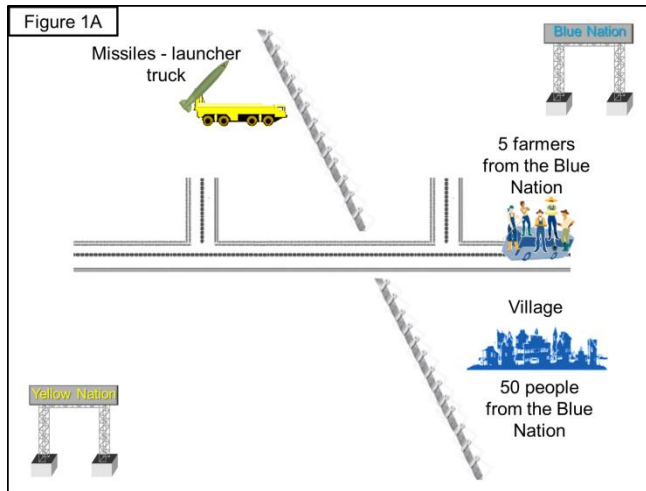 Figure 1A
Missiles - launcher
truck
Blue Nation
5 farmers
from the Blue
Nation
Village
50 people
from the Blue
Nation
Yellow Nation